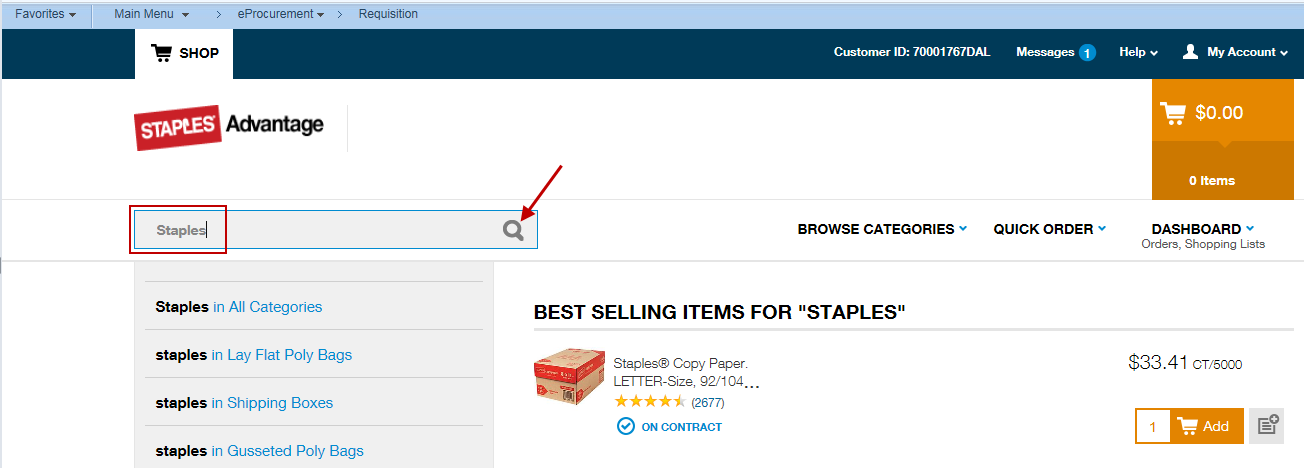 Favorites Main Menu > eProcurement > Requisition
SHOP Customer ID: 70001767DAL Messages 1 Help My Account
STAPLES Advantage
$0.00
0 Items
Staples
BROWSE CATEGORIES QUICK ORDER DASHBOARD
Orders, Shopping Lists
Staples in All Categories
staples in Lay Flat Poly Bags
staples in Shipping Boxes
staples in Gusseted Poly Bags
BEST SELLING ITEMS FOR "STAPLES"
Staples® Copy Paper.
LETTER-Size, 92/104...
(2677)
ON CONTRACT
$33.41 CT/5000
1 Add